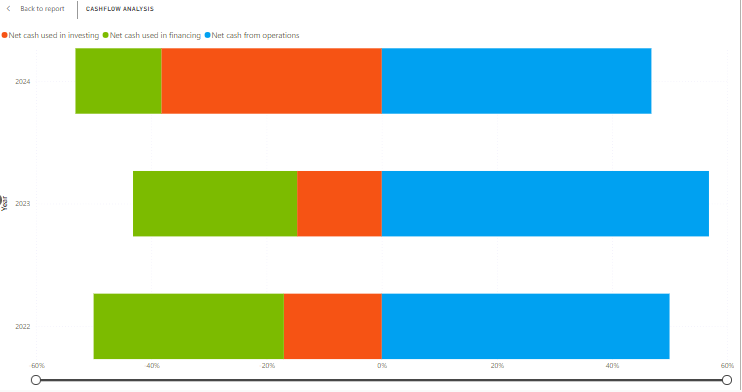 Back to report
CASHFLOW ANALYSIS
Net cash used in investing Net cash used in financing Net cash from operations
2024
2023
2022
Year
-60% -40% -20% 0% 20% 40% 60%